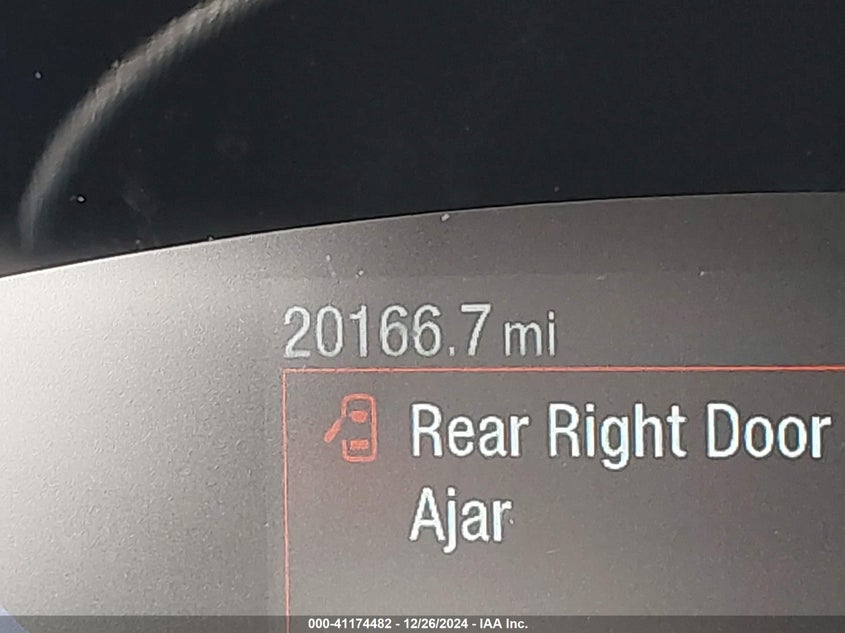 20166.7 mi
Rear Right Door
Ajar
000-41174482 - 12/26/2024 - IAA Inc.